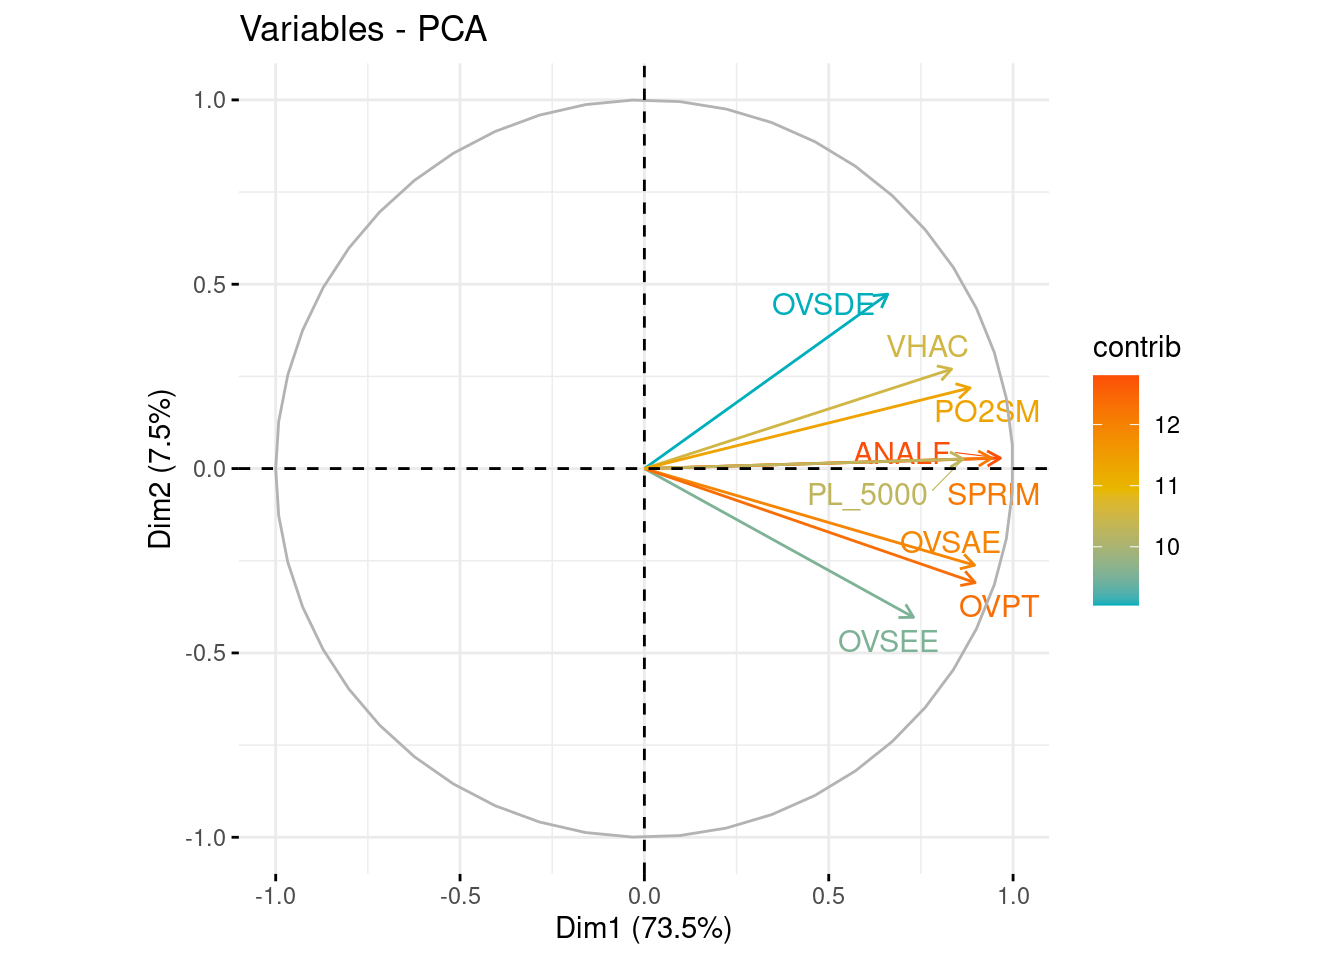 Variables - PCA
1.0
0.5
0.0
-0.5
-1.0
Dim2 (7.5%)
OVSDE
VHAC
PO2SM
ANALF
PL_5000
SPRIM
OVSAE
OVPT
OVSEE
-1.0
-0.5
0.0
0.5
1.0
Dim1 (73.5%)
contrib
12
11
10